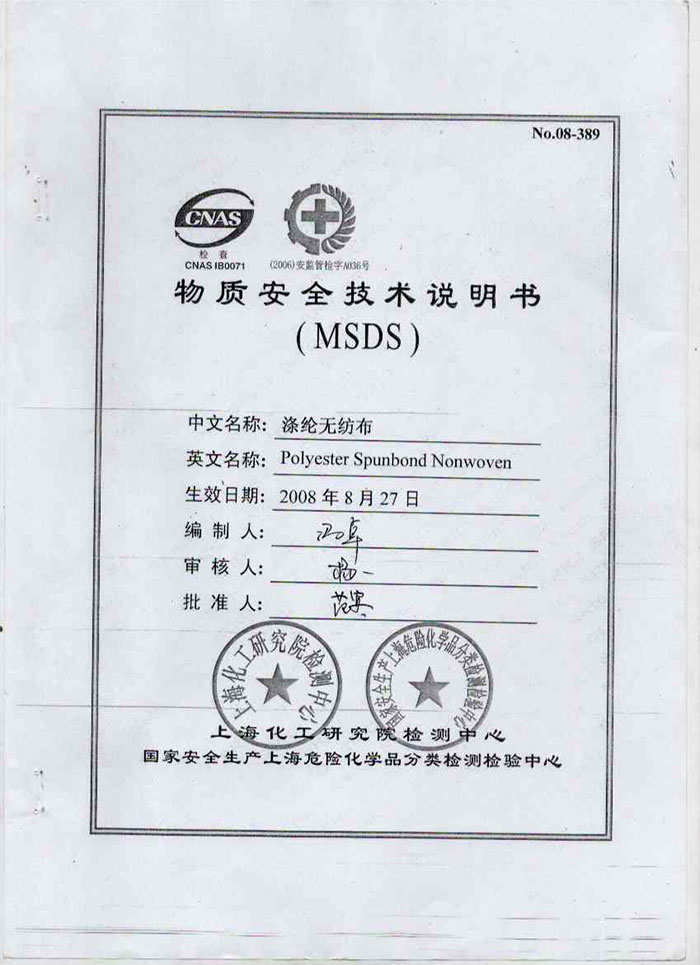 No.08-389
CNAS
检 查
CNAS IB0071
(2006)安监管检字A036号
物质安全技术说明书
(MSDS)
中文名称: 涤纶无纺布
英文名称: Polyester Spunbond Nonwoven
生效日期: 2008 年 8 月 27 日
编 制 人:
审 核 人:
批 准 人:
上海化工研究院检测中心
国家安全生产上海危险化学品分类检测检验中心
上海化工研究院检测中心
国家安全生产上海危险化学品分类检测检验中心